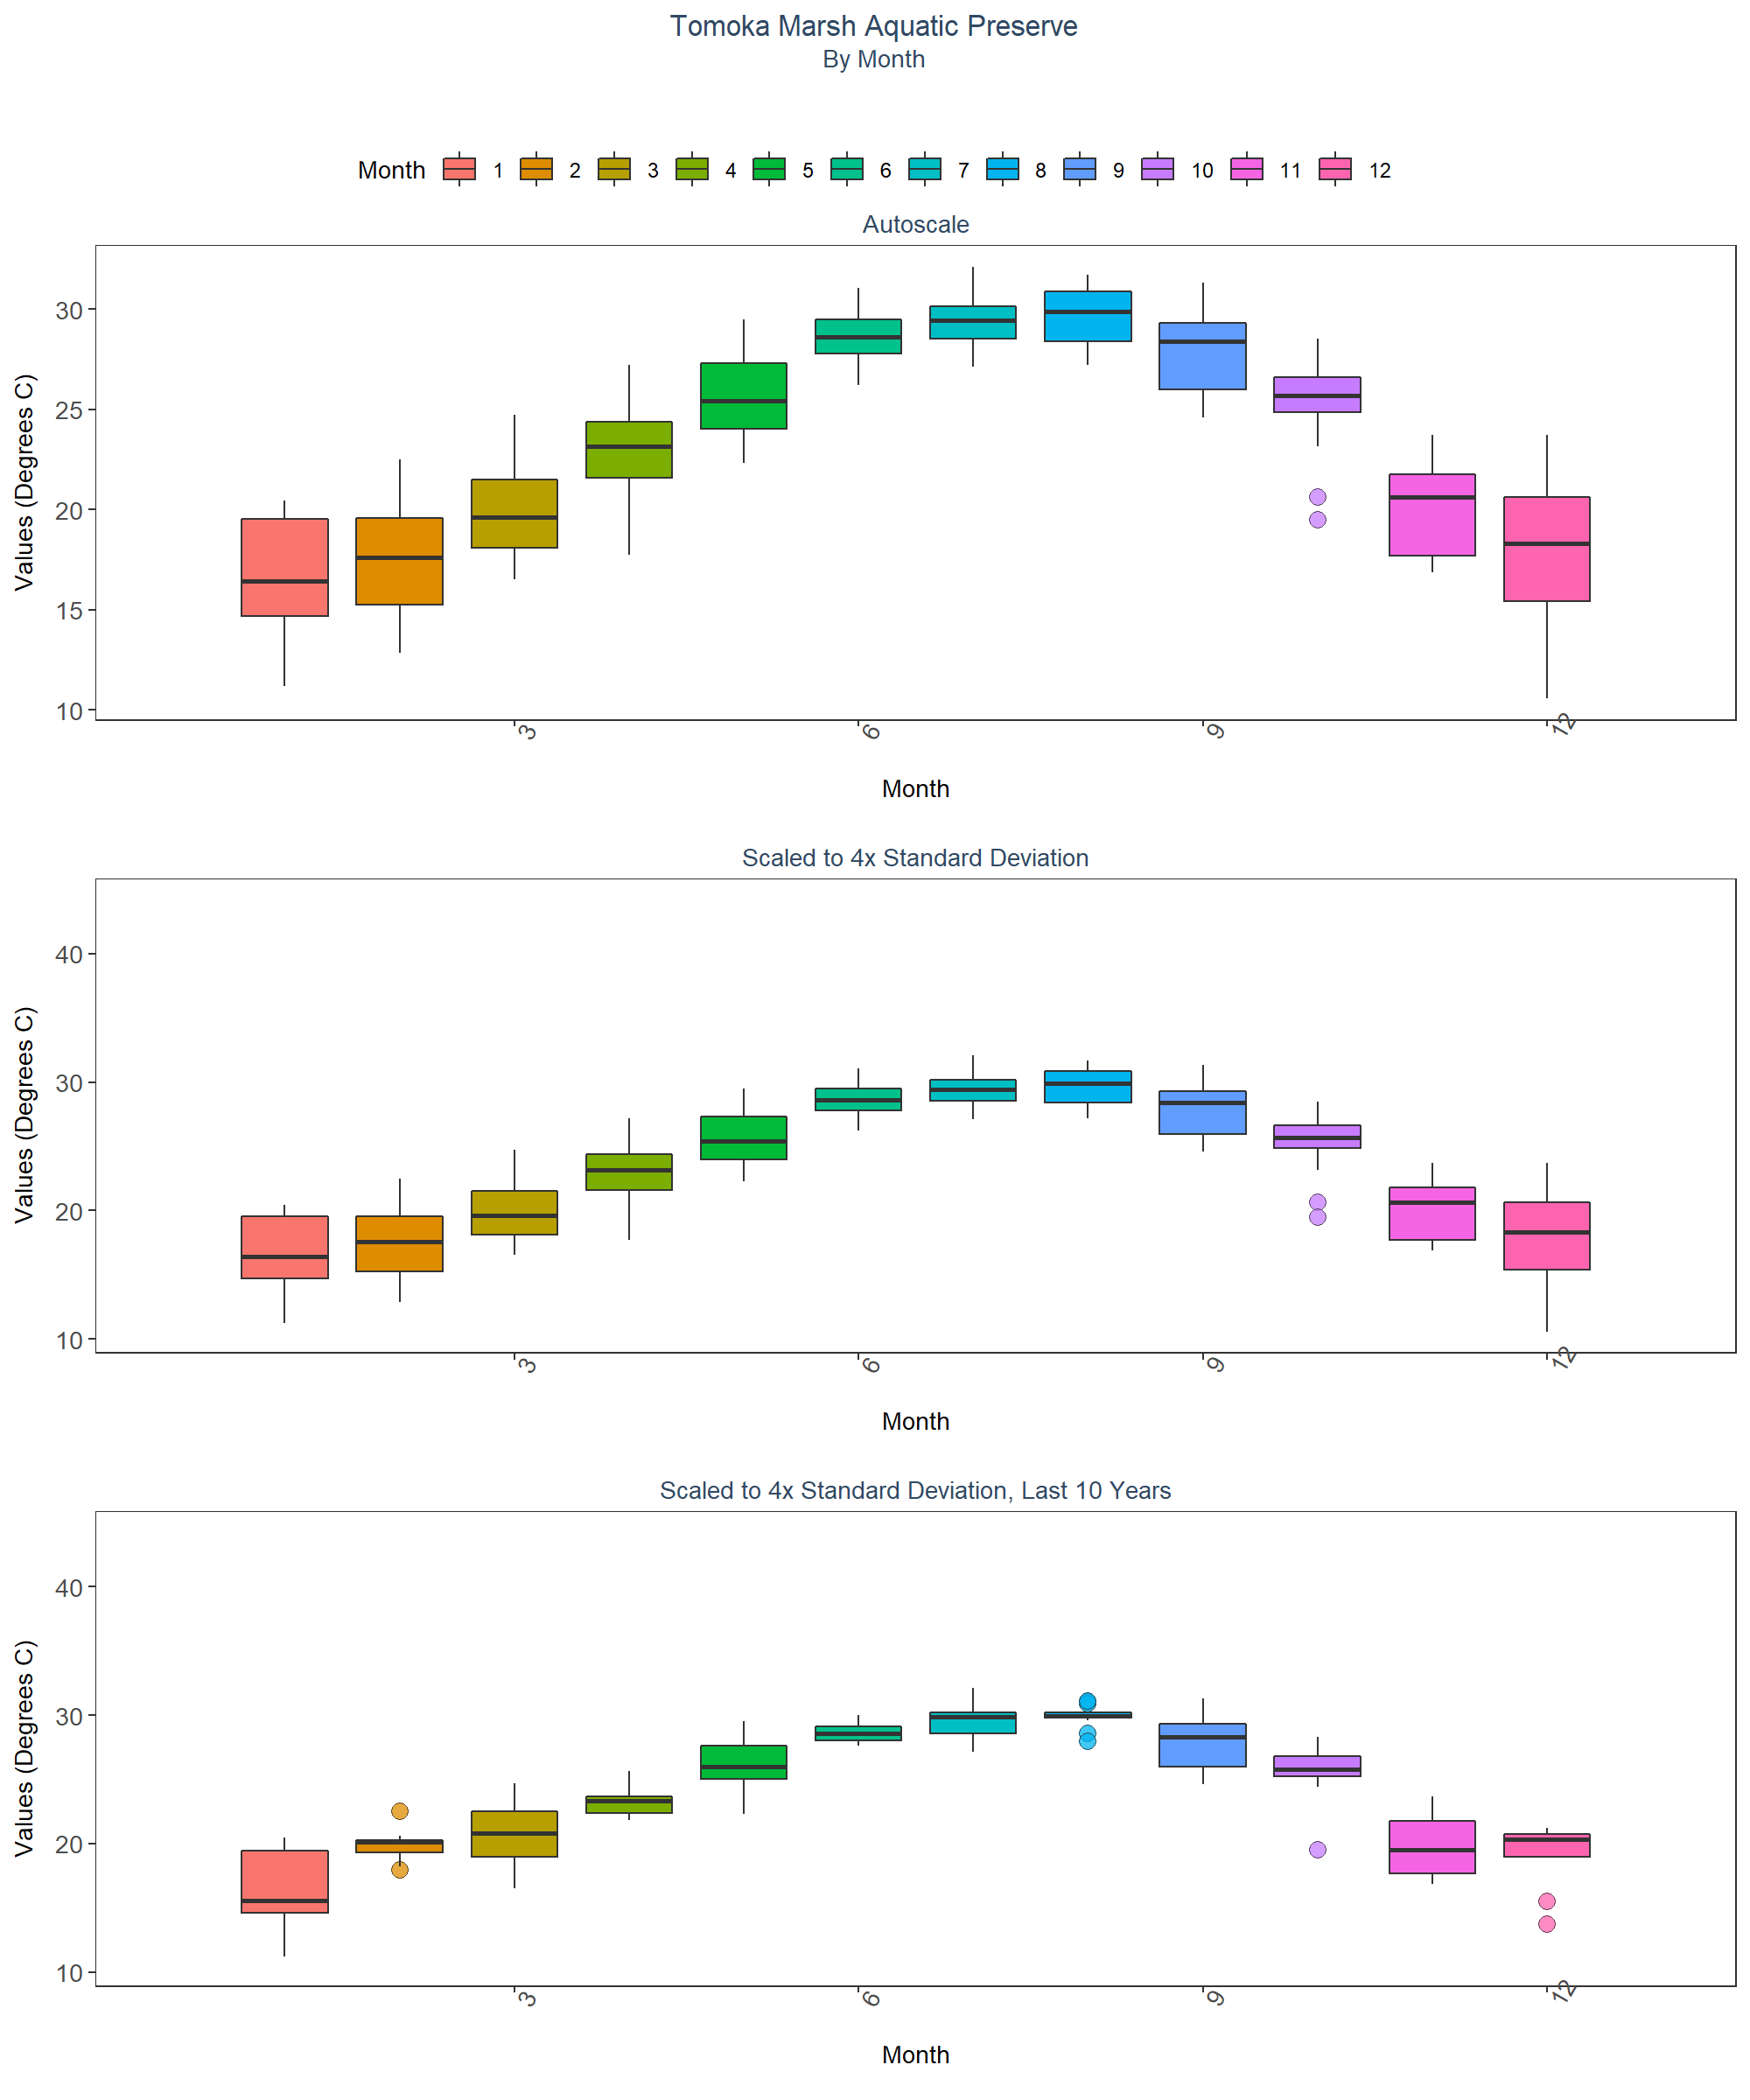 Tomoka Marsh Aquatic Preserve
By Month
Month 1 2 3 4 5 6 7 8 9 10 11 12
Autoscale
Values (Degrees C)
30
25
20
15
10
3 6 9 12
Month
Scaled to 4x Standard Deviation
Values (Degrees C)
40
30
20
10
3 6 9 12
Month
Scaled to 4x Standard Deviation, Last 10 Years
Values (Degrees C)
40
30
20
10
3 6 9 12
Month